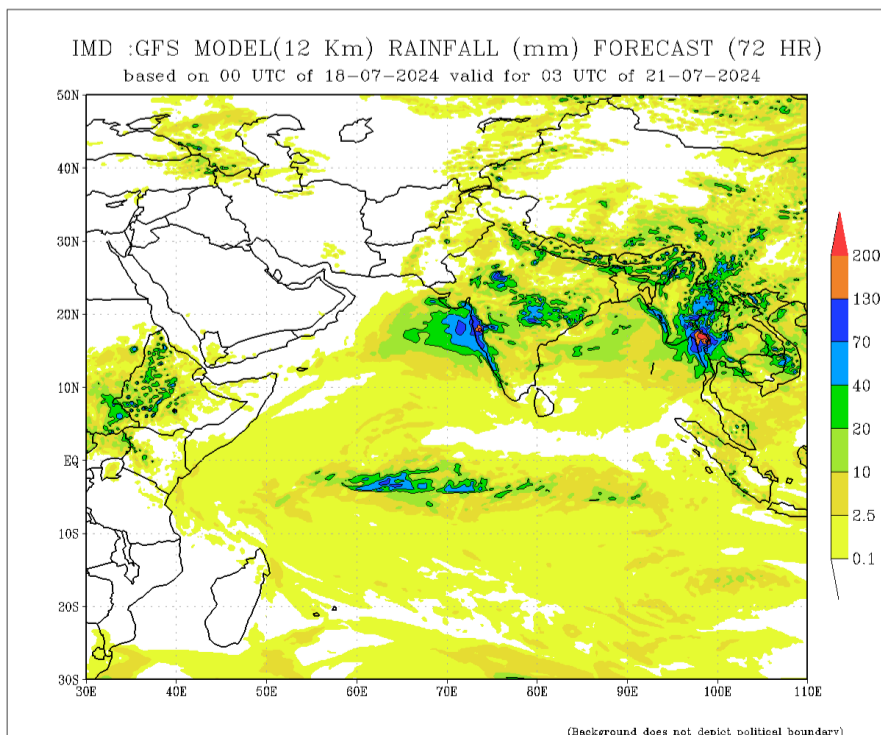 IMD :GFS MODEL(12 Km) RAINFALL (mm) FORECAST (72 HR)
based on 00 UTC of 18-07-2024 valid for 03 UTC of 21-07-2024
50N
40N
30N
20N
10N
EQ
10S
20S
30S
30E 40E 50E 60E 70E 80E 90E 100E 110E
200
130
70
40
20
10
2.5
0.1
(Background does not depict political boundary)